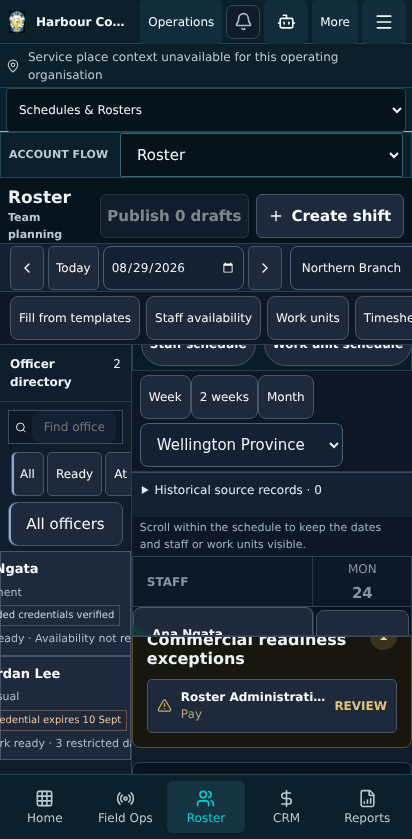 Harbour Co...
Operations
More
Service place context unavailable for this operating
organisation
Schedules & Rosters
ACCOUNT FLOW
Roster
Roster
Team
planning
Publish 0 drafts
+ Create shift
Today
08/29/2026
Northern Branch
Fill from templates
Staff availability
Work units
Timeshe
Officer
directory
2
Find office
All
Ready
At
All officers
Ngata
nent
ded credentials verified
eady · Availability not re
rdan Lee
sual
edential expires 10 Sept
rk ready · 3 restricted d
Staff schedule
Work unit schedule
Week
2 weeks
Month
Wellington Province
Historical source records · 0
Scroll within the schedule to keep the dates
and staff or work units visible.
STAFF
MON
24
Ana Ngata
Commercial readiness
exceptions
1
Roster Administrati...
Pay
REVIEW
Home
Field Ops
Roster
CRM
Reports